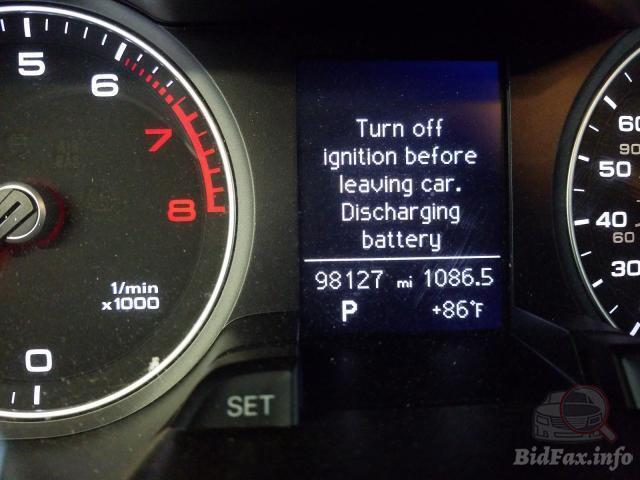 5
6
7
8
1/min
x1000
0
Turn off
ignition before
leaving car.
Discharging
battery
98127 mi 1086.5
P +86°F
SET
60
90
50
40
60
30
BidFax.info